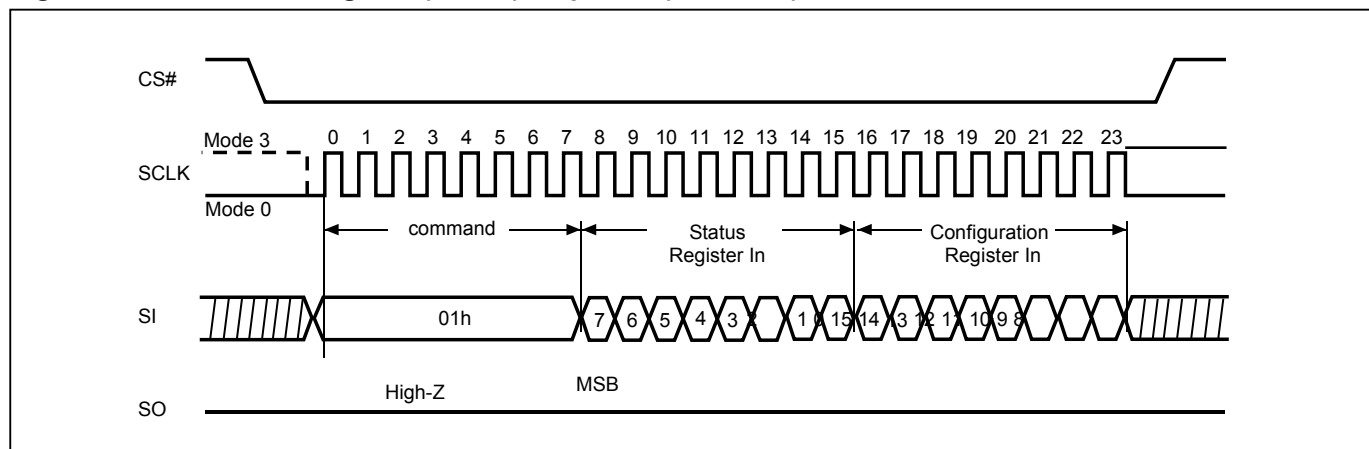 CS#
Mode 3
0 1 2 3 4 5 6 7 8 9 10 11 12 13 14 15 16 17 18 19 20 21 22 23
SCLK
Mode 0
command
Status
Register In
Configuration
Register In
SI
01h
7 6 5 4 3 2 1 0 15 14 13 12 11 10 9 8
High-Z
MSB
SO